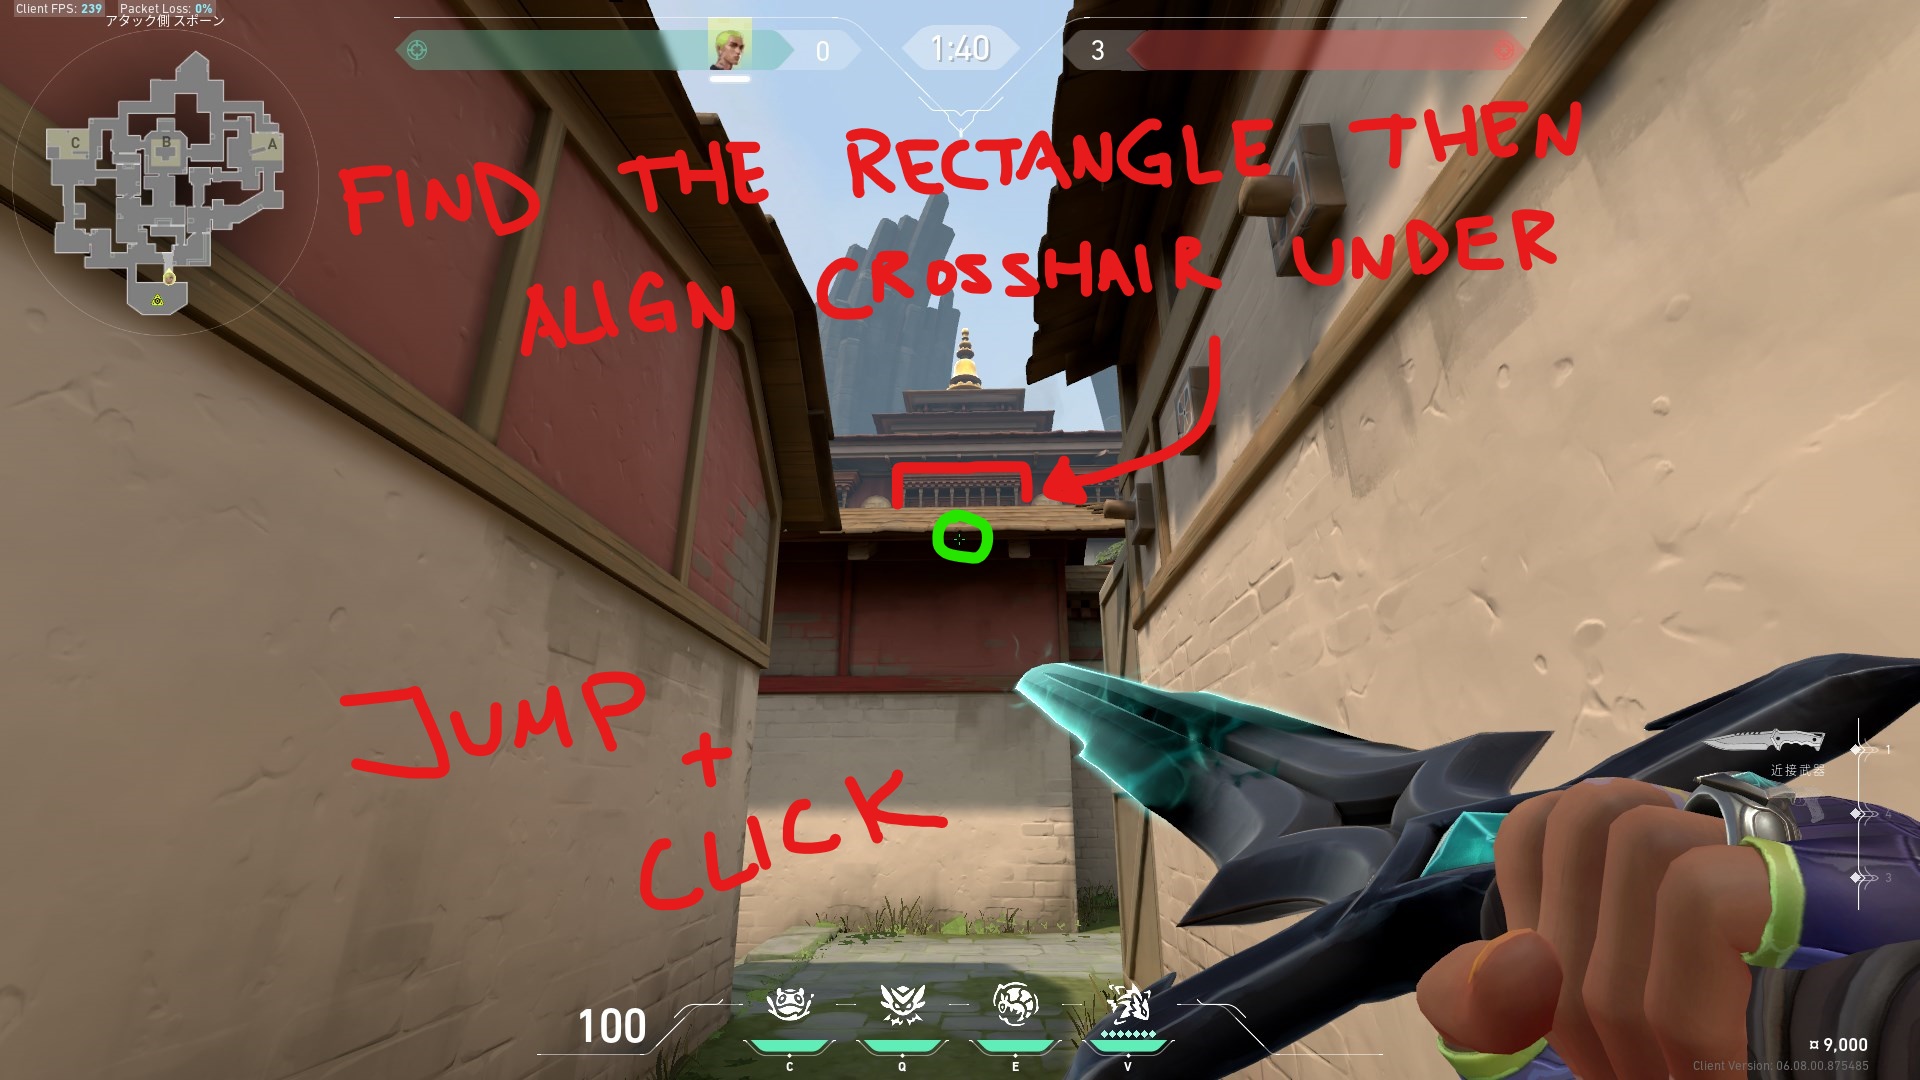 Client FPS: 239 Packet Loss: 0%
アタック側 スポーン
0 1:40 3
C B A
FIND THE RECTANGLE THEN
ALIGN CROSSHAIR UNDER
JUMP +
CLICK
1
近接武器
4
3
100
C Q E V
¤ 9,000
Client Version: 06.08.00.875485